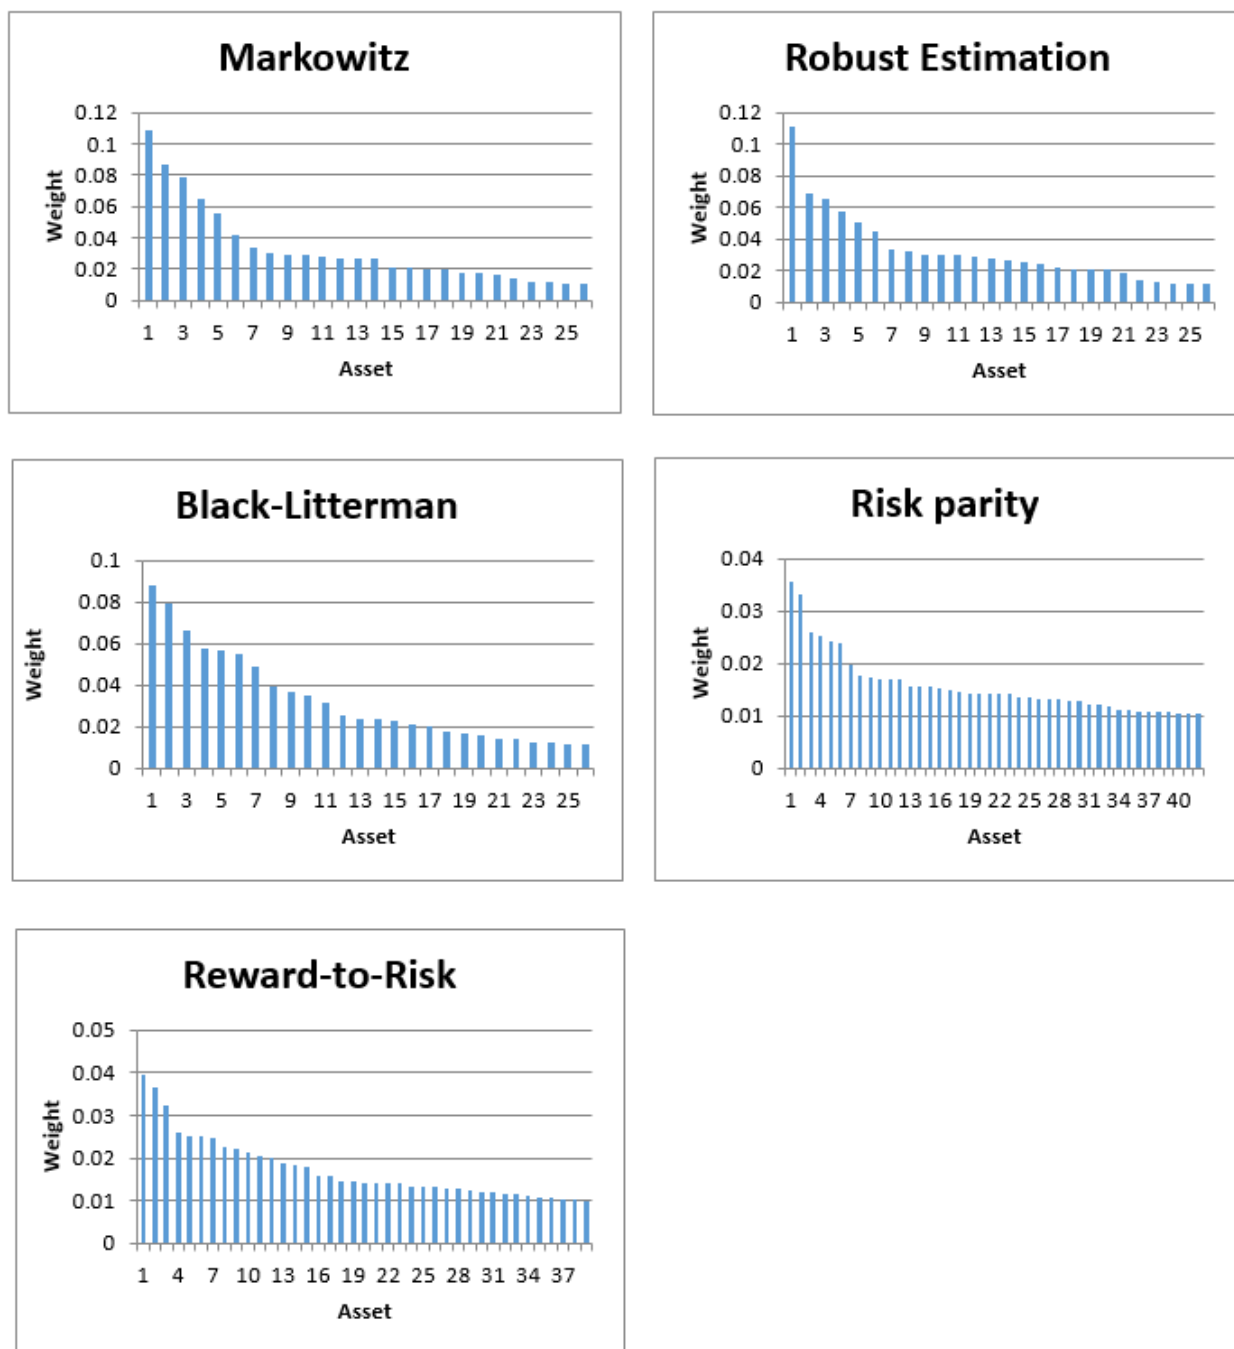 Markowitz
0.12
0.1
0.08
0.06
0.04
0.02
0
Weight
1 3 5 7 9 11 13 15 17 19 21 23 25
Asset
Robust Estimation
0.12
0.1
0.08
0.06
0.04
0.02
0
Weight
1 3 5 7 9 11 13 15 17 19 21 23 25
Asset
Black-Litterman
0.1
0.08
0.06
0.04
0.02
0
Weight
1 3 5 7 9 11 13 15 17 19 21 23 25
Asset
Risk parity
0.04
0.03
0.02
0.01
0
Weight
1 4 7 10 13 16 19 22 25 28 31 34 37 40
Asset
Reward-to-Risk
0.05
0.04
0.03
0.02
0.01
0
Weight
1 4 7 10 13 16 19 22 25 28 31 34 37
Asset